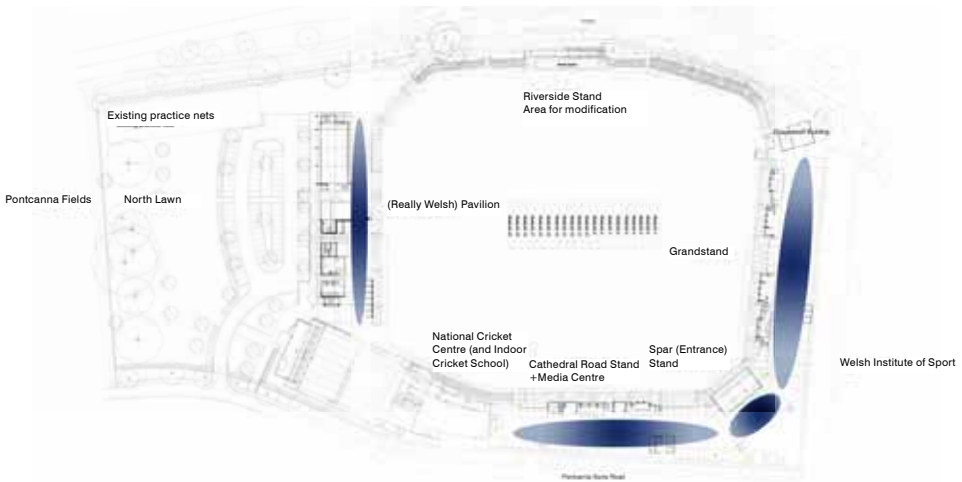 Riverside Stand
Area for modification
Existing practice nets
Pontcanna Fields
North Lawn
(Really Welsh) Pavilion
Grandstand
National Cricket
Centre (and Indoor
Cricket School)
Cathedral Road Stand
+Media Centre
Spar (Entrance)
Stand
Welsh Institute of Sport